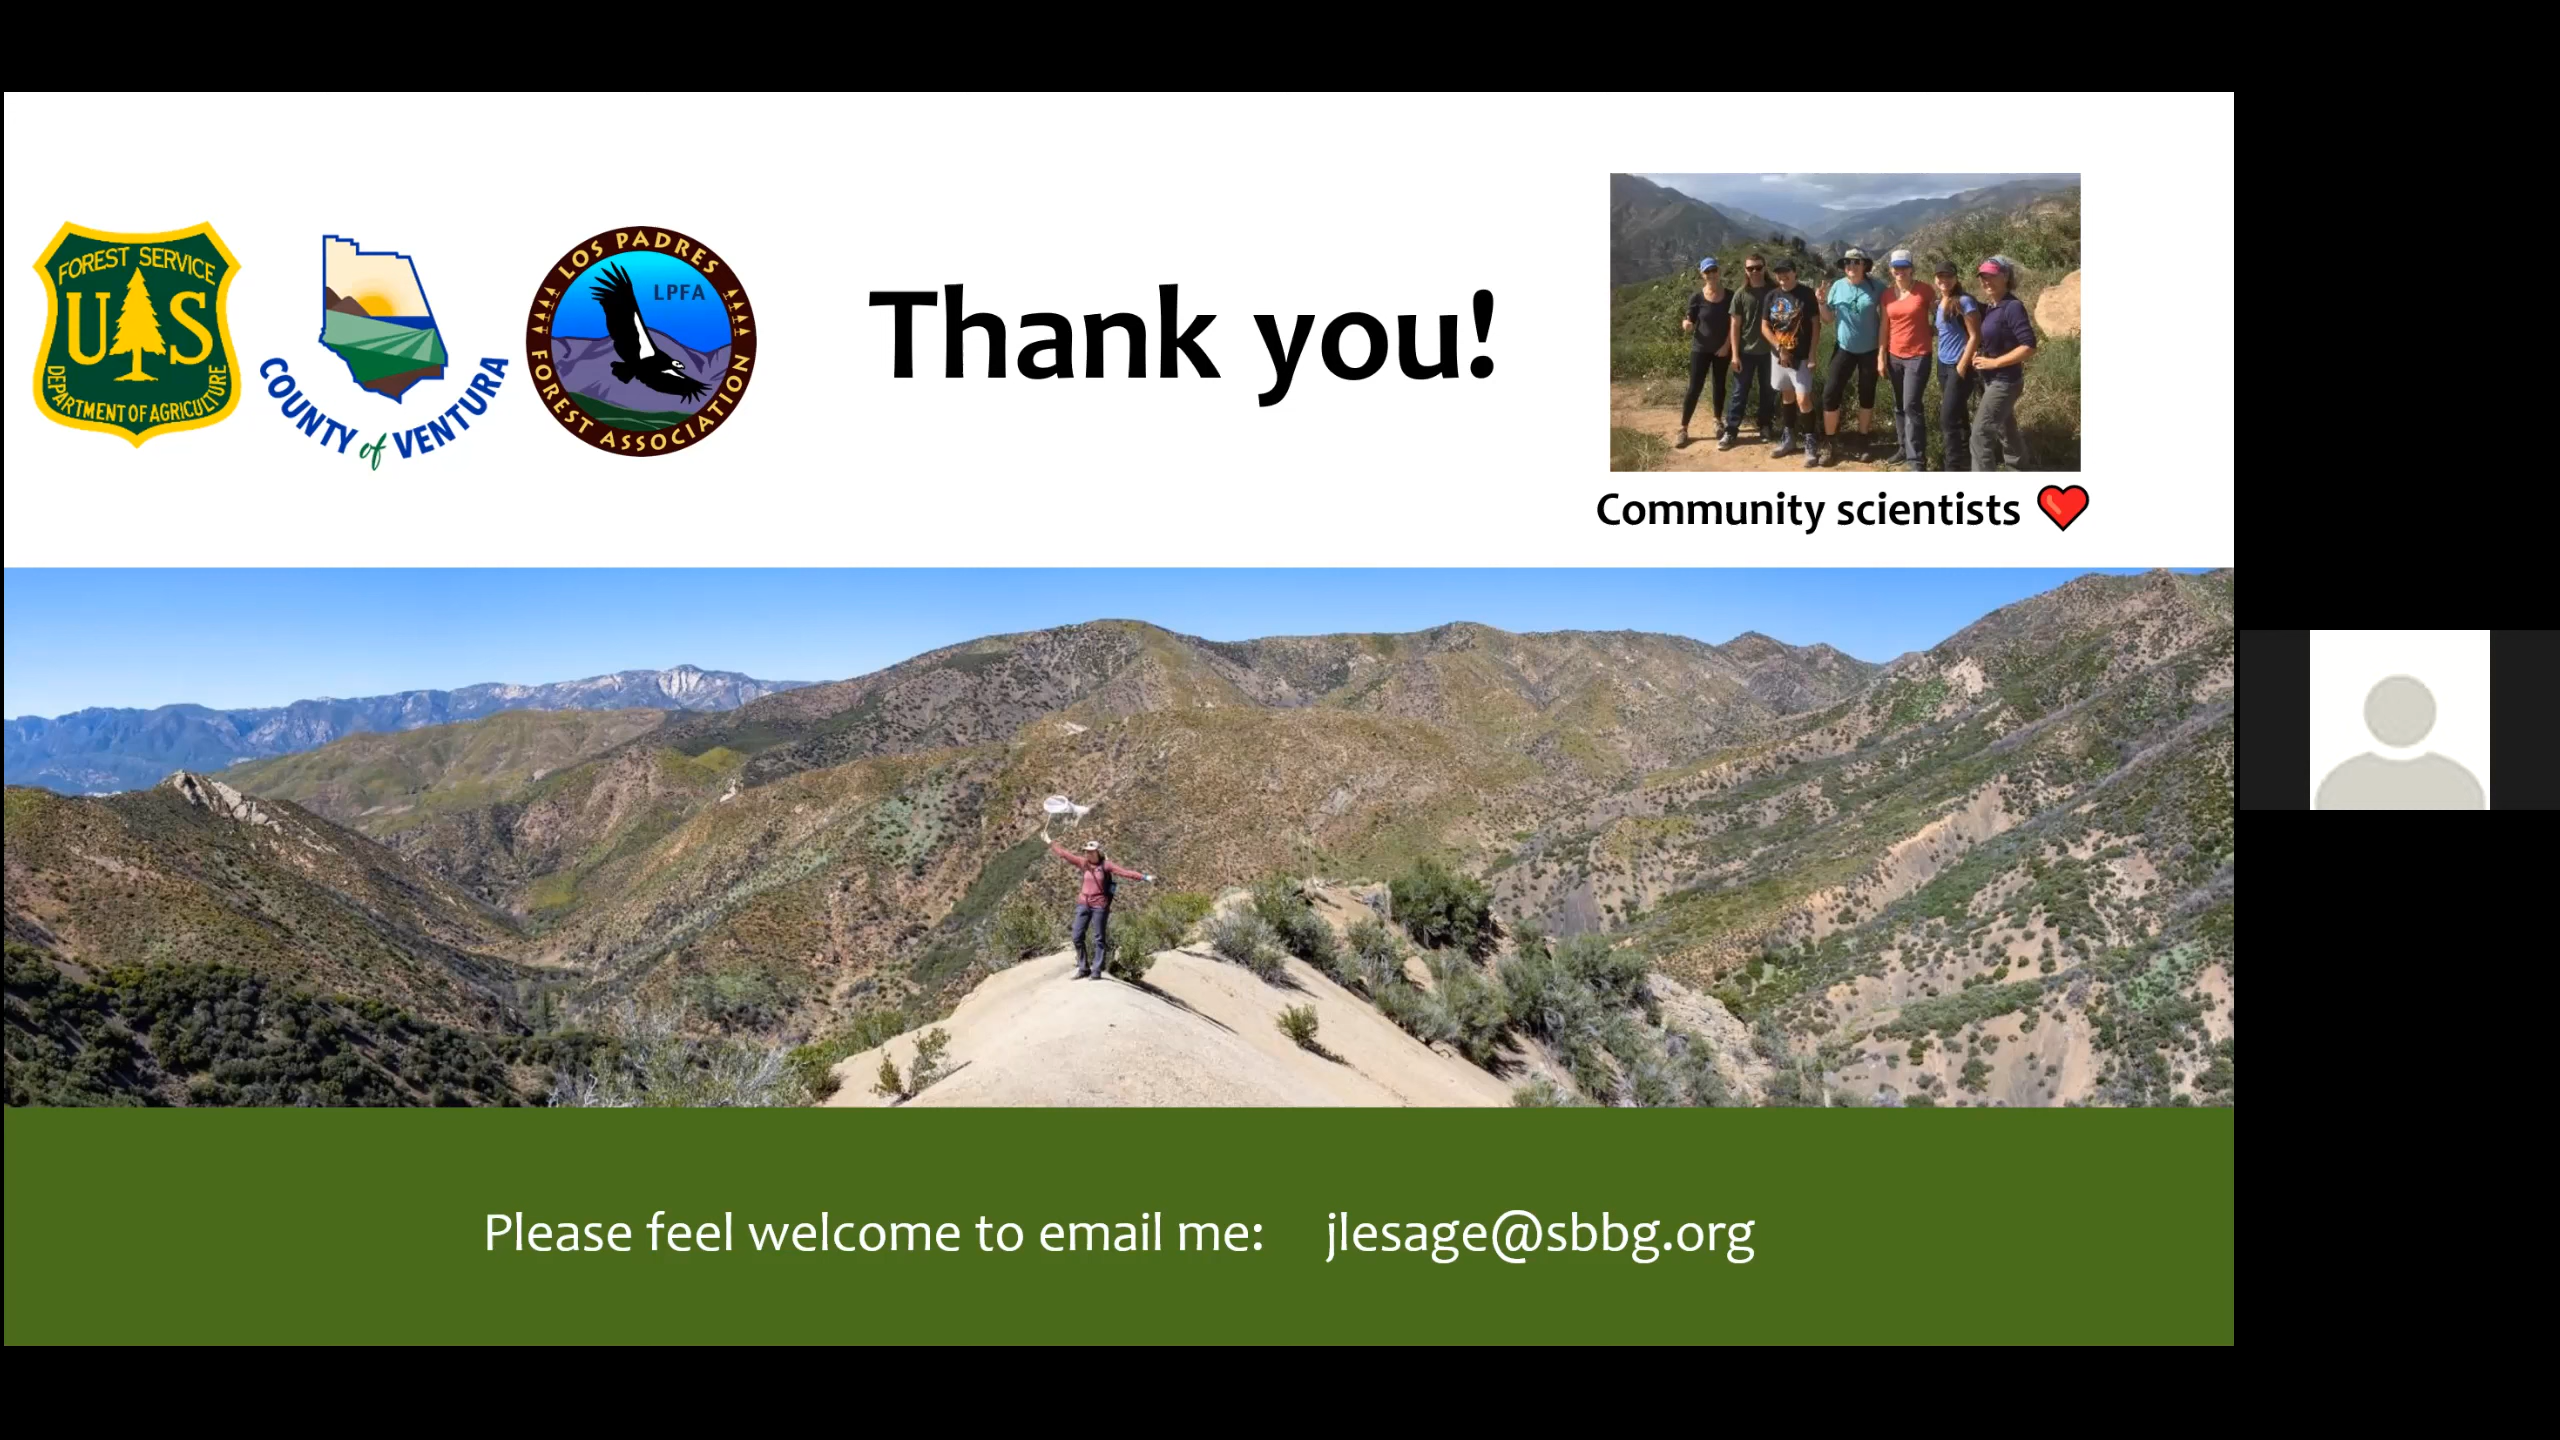 FOREST SERVICE
U S
DEPARTMENT OF AGRICULTURE
COUNTY of VENTURA
LOS PADRES
LPFA
FOREST ASSOCIATION
Thank you!
Community scientists ❤️
Please feel welcome to email me: jlesage@sbbg.org